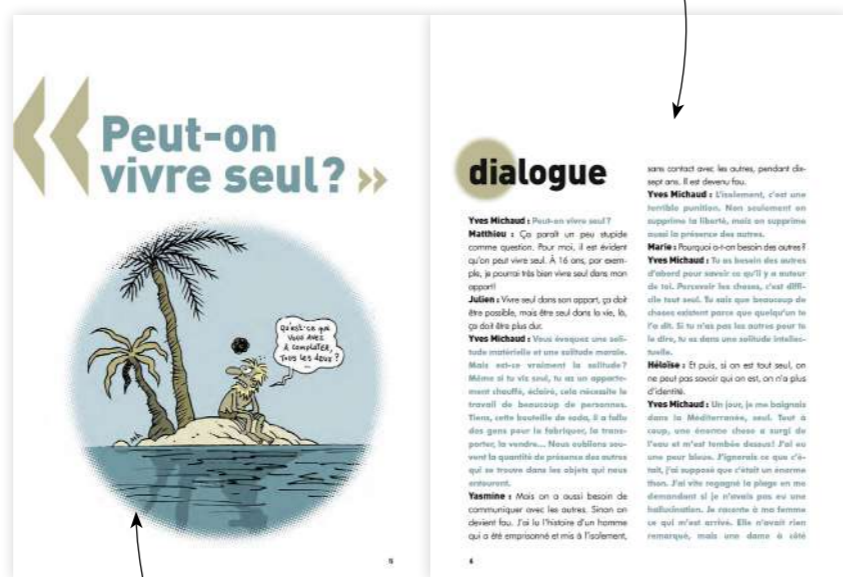 «
Peut-on
vivre seul? »
Qu'est-ce que
vous avez
à comploter,
tous les deux ?
...
dialogue
Yves Michaud : Peut-on vivre seul ?
Matthieu : Ça paraît un peu stupide
comme question. Pour moi, il est évident
qu'on peut vivre seul. À 16 ans, par exem-
ple, je pourrai très bien vivre seul dans mon
appart!
Julien : Vivre seul dans son appart, ça doit
être possible, mais être seul dans la vie, là,
ça doit être plus dur.
Yves Michaud : Vous évoquez une soli-
tude matérielle et une solitude morale.
Mais est-ce vraiment la solitude ?
Même si tu vis seul, tu as un apparte-
ment chauffé, éclairé, cela nécessite le
travail de beaucoup de personnes.
Tiens, cette bouteille de soda, il a fallu
des gens pour la fabriquer, la trans-
porter, la vendre... Nous oublions sou-
vent la quantité de présence des autres
qui se trouve dans les objets qui nous
entourent.
Yasmine : Mais on a aussi besoin de
communiquer avec les autres. Sinon on
devient fou. J'ai lu l'histoire d'un homme
qui a été emprisonné et mis à l'isolement,
sans contact avec les autres, pendant dix-
sept ans. Il est devenu fou.
Yves Michaud : L'isolement, c'est une
terrible punition. Non seulement on
supprime la liberté, mais on supprime
aussi la présence des autres.
Marie : Pourquoi a-t-on besoin des autres ?
Yves Michaud : Tu as besoin des autres
d'abord pour savoir ce qu'il y a autour
de toi. Percevoir les choses, c'est diffi-
cile tout seul. Tu sais que beaucoup de
choses existent parce que quelqu'un te
l'a dit. Si tu n'as pas les autres pour te
le dire, tu es dans une solitude intellec-
tuelle.
Héloïse : Et puis, si on est tout seul, on
ne peut pas savoir qui on est, on n'a plus
d'identité.
Yves Michaud : Un jour, je me baignais
dans la Méditerranée, seul. Tout à
coup, une énorme chose a surgi de
l'eau et m'est tombée dessus! J'ai eu
une peur bleue. J'ignorais ce que c'é-
tait, j'ai supposé que c'était un énorme
thon. J'ai vite regagné la plage en me
demandant si je n'avais pas eu une
hallucination. Je raconte à ma femme
ce qui m'est arrivé. Elle n'avait rien
remarqué, mais une dame à côté